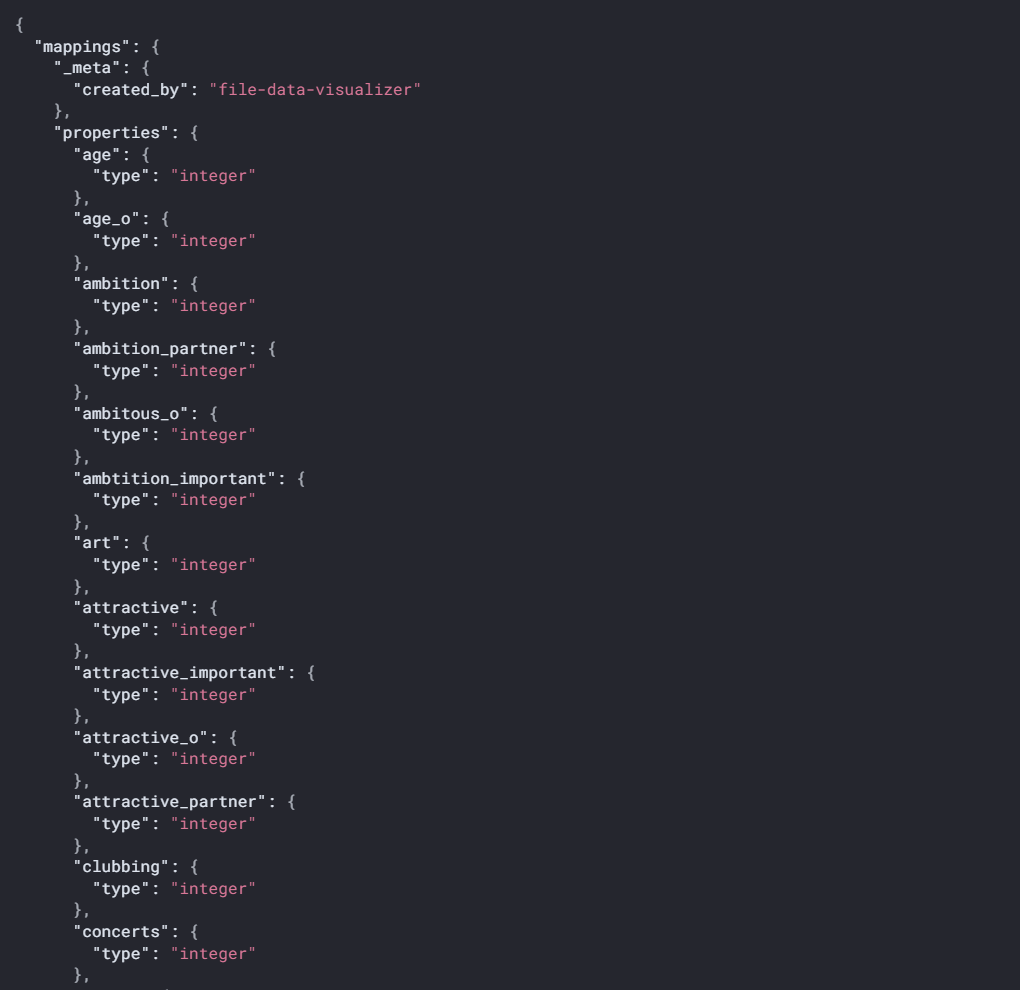 {
  "mappings": {
    "_meta": {
      "created_by": "file-data-visualizer"
    },
    "properties": {
      "age": {
        "type": "integer"
      },
      "age_o": {
        "type": "integer"
      },
      "ambition": {
        "type": "integer"
      },
      "ambition_partner": {
        "type": "integer"
      },
      "ambitous_o": {
        "type": "integer"
      },
      "ambtition_important": {
        "type": "integer"
      },
      "art": {
        "type": "integer"
      },
      "attractive": {
        "type": "integer"
      },
      "attractive_important": {
        "type": "integer"
      },
      "attractive_o": {
        "type": "integer"
      },
      "attractive_partner": {
        "type": "integer"
      },
      "clubbing": {
        "type": "integer"
      },
      "concerts": {
        "type": "integer"
      },